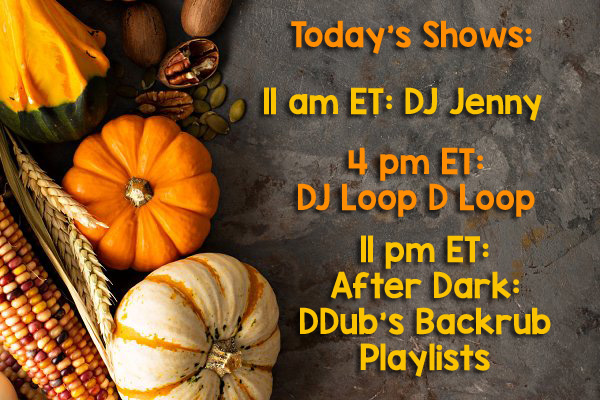 Today's Shows:
11 am ET: DJ Jenny
4 pm ET:
DJ Loop D Loop
11 pm ET:
After Dark:
DDub's Backrub
Playlists